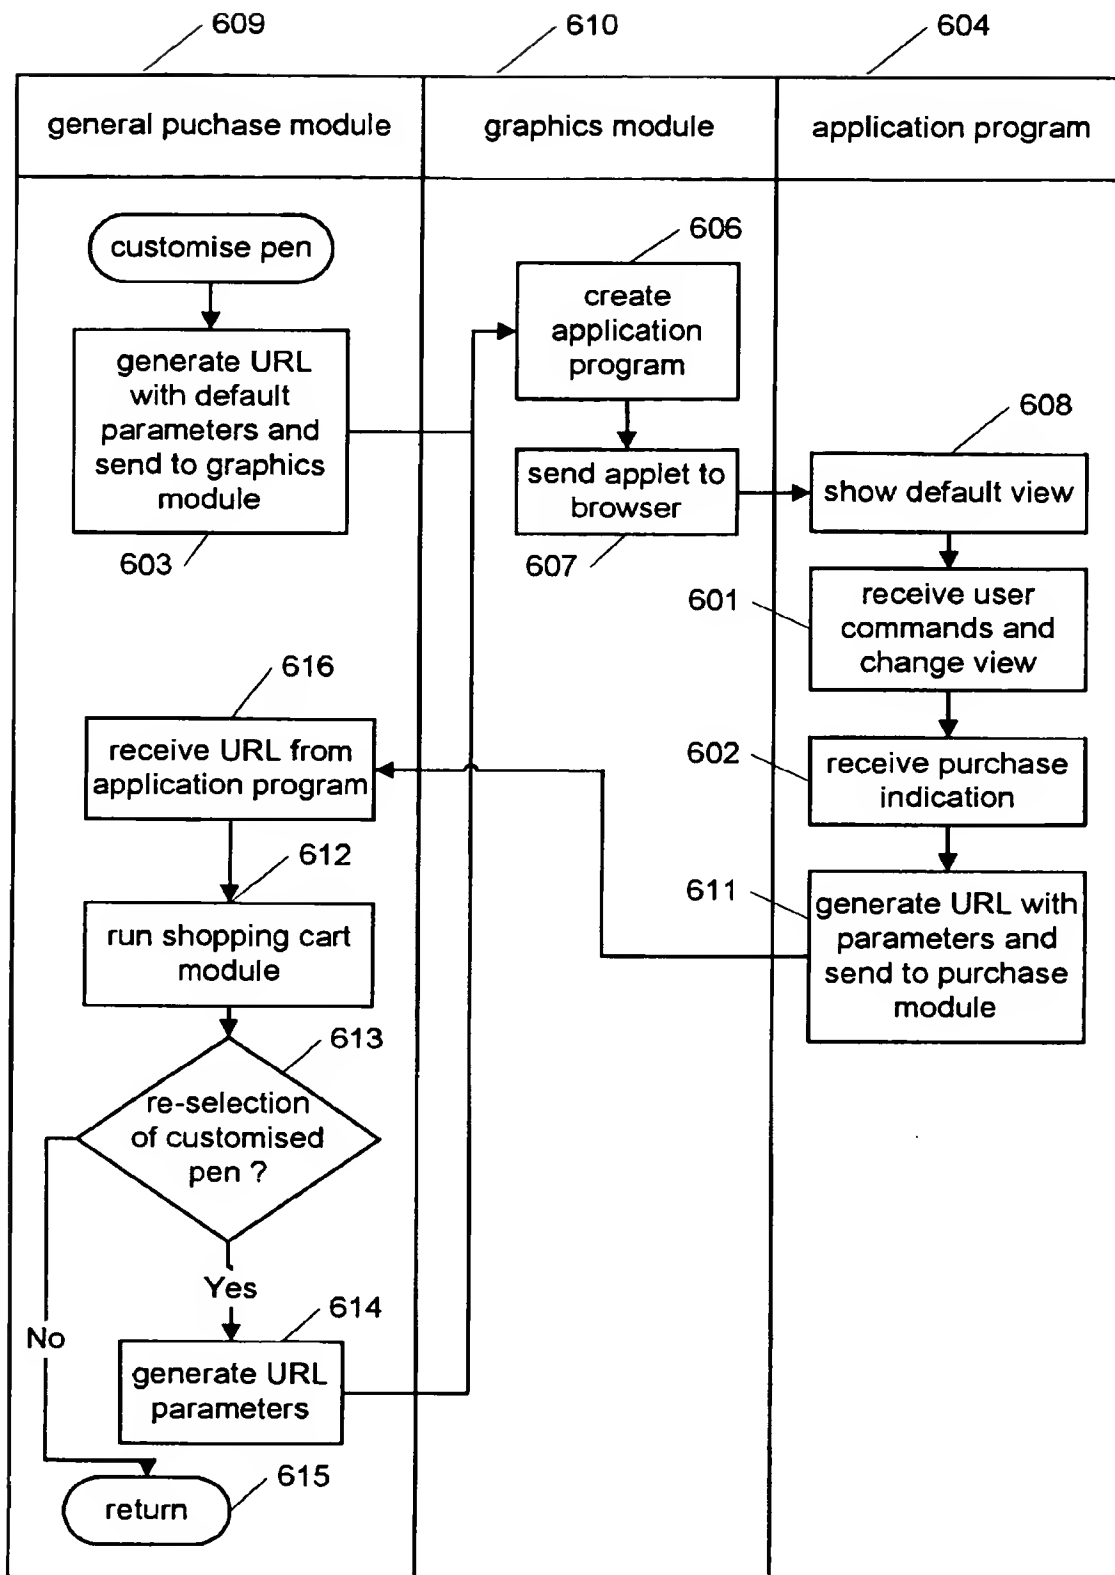 609
610
604
general puchase module
graphics module
application program
customise pen
606
create
application
program
generate URL
with default
parameters and
send to graphics
module
603
608
send applet to
browser
607
show default view
601
receive user
commands and
change view
616
receive URL from
application program
602
receive purchase
indication
612
run shopping cart
module
611
generate URL with
parameters and
send to purchase
module
613
re-selection
of customised
pen ?
Yes
No
614
generate URL
parameters
615
return